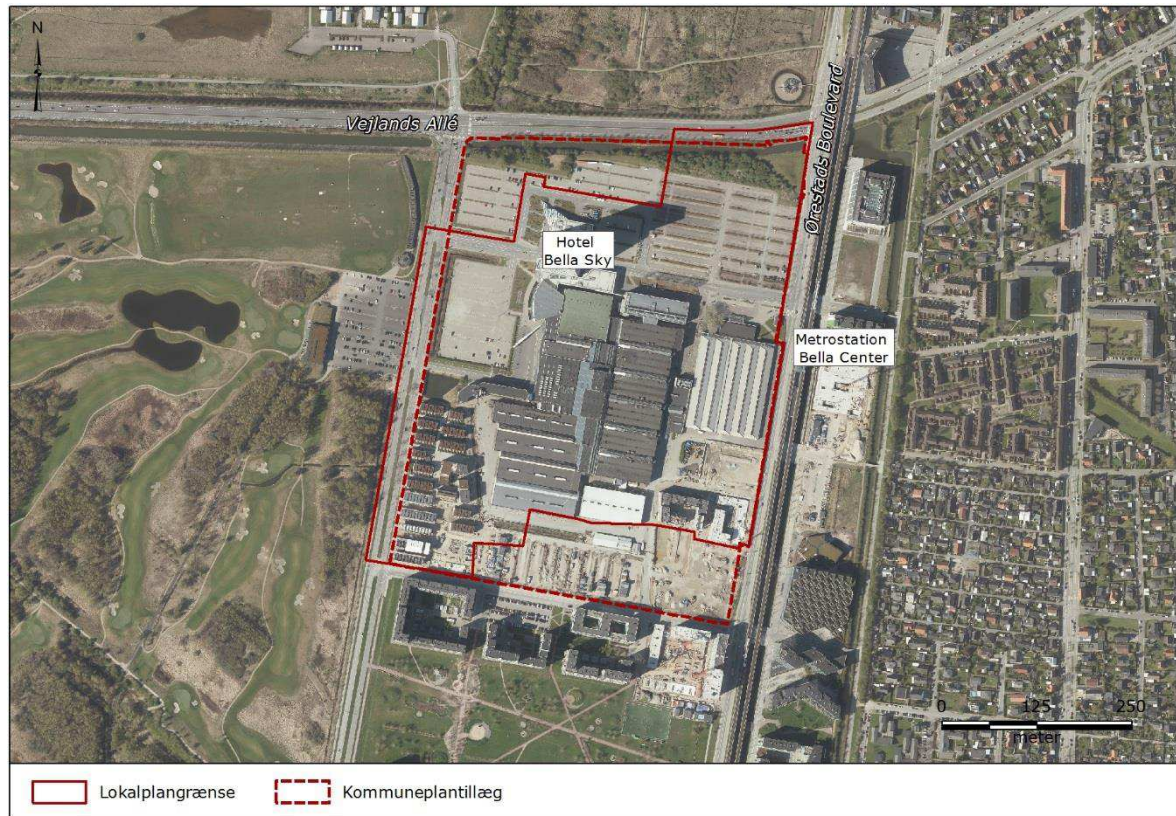 N
Vejlands Allé
Ørestads Boulevard
Hotel
Bella Sky
Metrostation
Bella Center
0 125 250
meter
Lokalplangrænse
Kommuneplantillæg